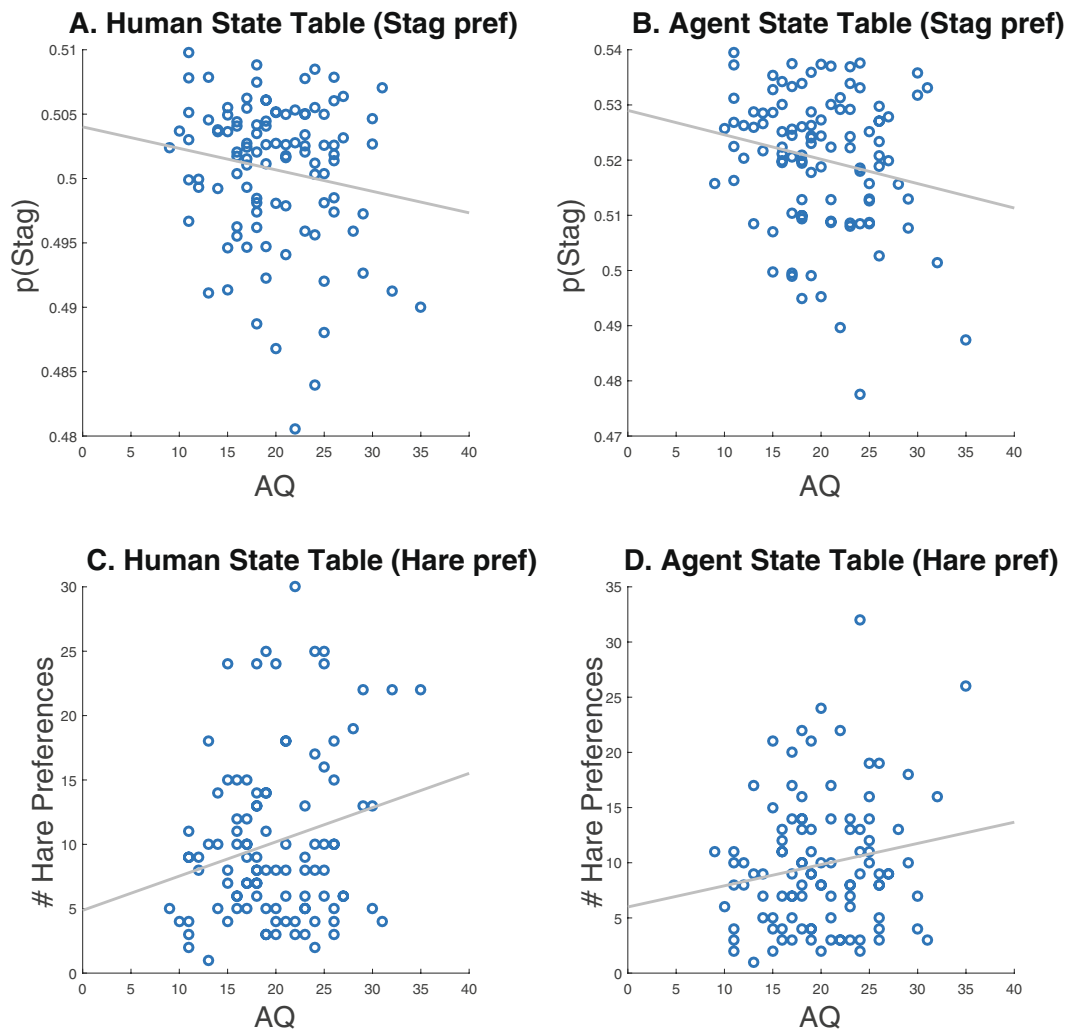 A. Human State Table (Stag pref)
p(Stag)
0.51
0.505
0.5
0.495
0.49
0.485
0.48
0 5 10 15 20 25 30 35 40
AQ
B. Agent State Table (Stag pref)
p(Stag)
0.54
0.53
0.52
0.51
0.5
0.49
0.48
0.47
0 5 10 15 20 25 30 35 40
AQ
C. Human State Table (Hare pref)
# Hare Preferences
30
25
20
15
10
5
0
0 5 10 15 20 25 30 35 40
AQ
D. Agent State Table (Hare pref)
# Hare Preferences
35
30
25
20
15
10
5
0
0 5 10 15 20 25 30 35 40
AQ